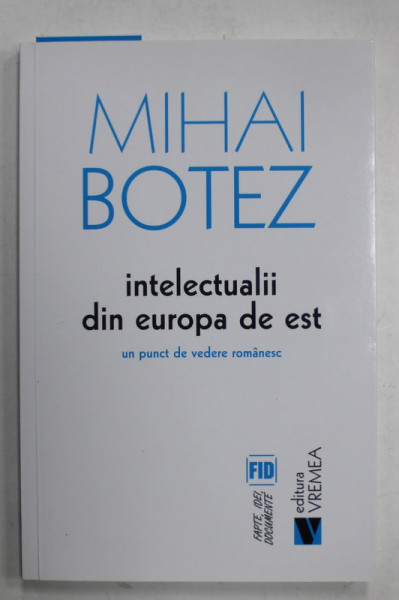 MIHAI
BOTEZ
intelectualii
din europa de est
un punct de vedere românesc
FID
FAPTE, IDEI,
DOCUMENTE
editura
VREMEA
V